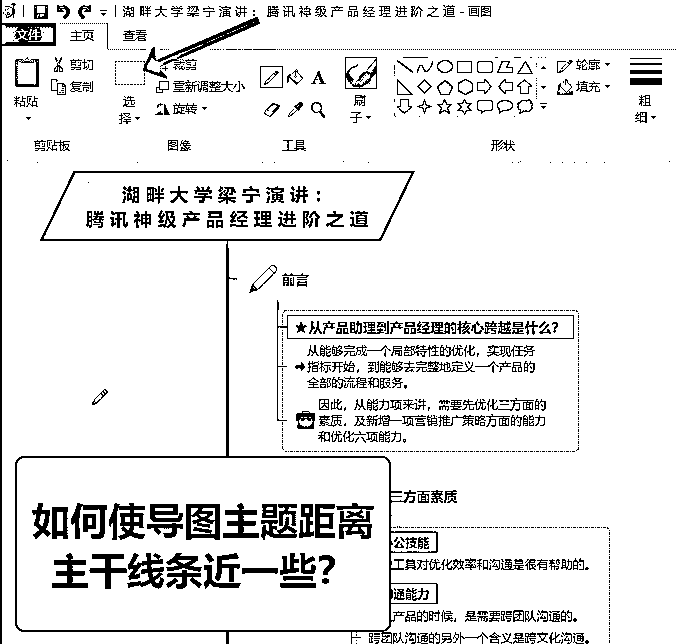 湖畔大学梁宁演讲：腾讯神级产品经理进阶之道 - 画图
文件 主页 查看
粘贴
剪切
复制
选择
裁剪
重新调整大小
旋转
A
刷子
轮廓
填充
粗细
剪贴板 图像 工具 形状
湖畔大学梁宁演讲：
腾讯神级产品经理进阶之道
前言
★从产品助理到产品经理的核心跨越是什么？
从能够完成一个局部特性的优化，实现任务
指标开始，到能够去完整地定义一个产品的
全部的流程和服务。
因此，从能力项来讲，需要先优化三方面的
素质，及新增一项营销推广策略方面的能力
和优化六项能力。
如何使导图主题距离
主干线条近一些？
三方面素质
公技能
工具对优化效率和沟通是很有帮助的。
通能力
产品的时候，是需要跨团队沟通的。
跨团队沟通的另外一个含义是跨文化沟通。